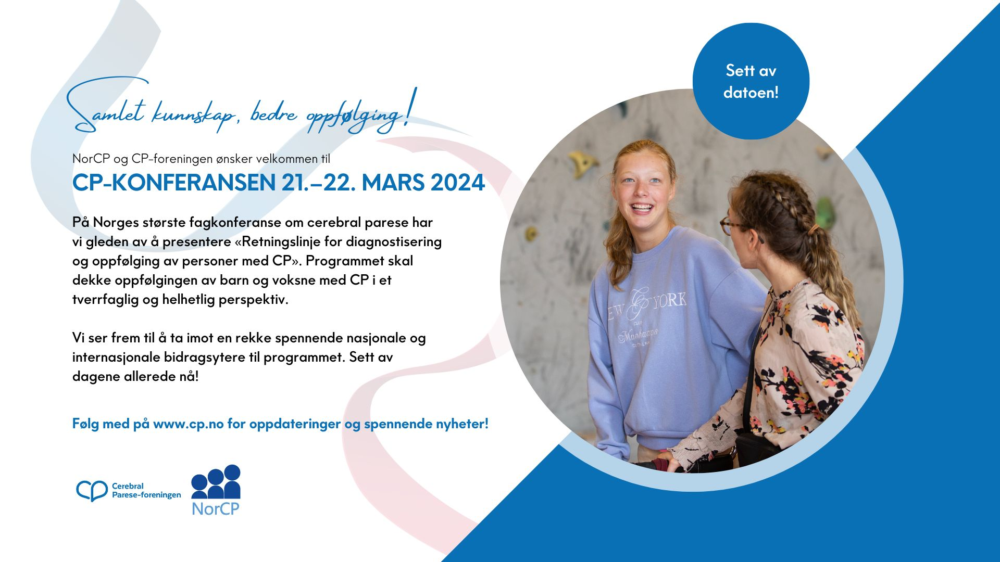 Sett av
datoen!
Samlet kunnskap, bedre oppfølging!
NorCP og CP-foreningen ønsker velkommen til
CP-KONFERANSEN 21.–22. MARS 2024
På Norges største fagkonferanse om cerebral parese har
vi gleden av å presentere «Retningslinje for diagnostisering
og oppfølging av personer med CP». Programmet skal
dekke oppfølgingen av barn og voksne med CP i et
tverrfaglig og helhetlig perspektiv.
Vi ser frem til å ta imot en rekke spennende nasjonale og
internasjonale bidragsytere til programmet. Sett av
dagene allerede nå!
Følg med på www.cp.no for oppdateringer og spennende nyheter!
cp Cerebral
Parese-foreningen
NorCP
YORK
Manhattan